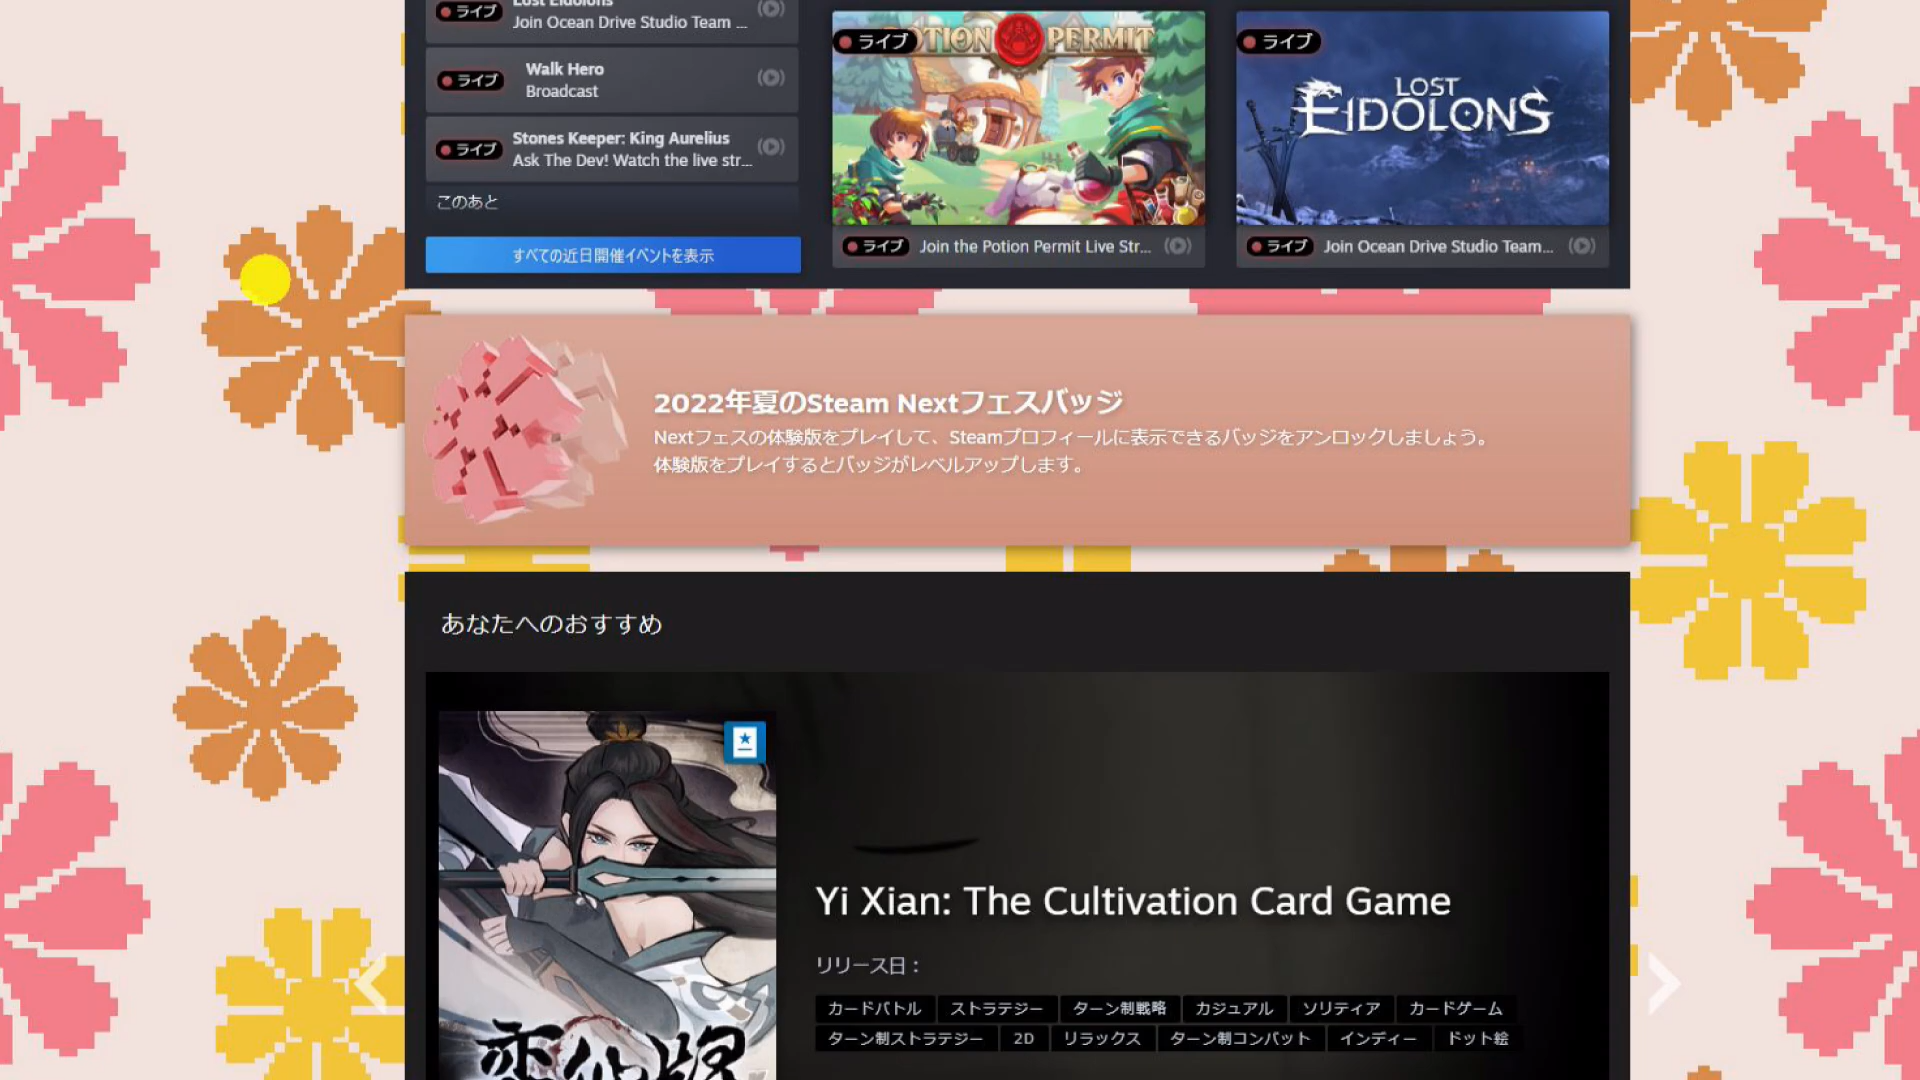 ライブ
Lost Eidolons
Join Ocean Drive Studio Team ...
ライブ
Walk Hero
Broadcast
ライブ
Stones Keeper: King Aurelius
Ask The Dev! Watch the live str...
このあと
すべての近日開催イベントを表示
ライブ
POTION PERMIT
ライブ
Join the Potion Permit Live Str...
ライブ
LOST
EIDOLONS
ライブ
Join Ocean Drive Studio Team...
2022年夏のSteam Nextフェスバッジ
Nextフェスの体験版をプレイして、Steamプロフィールに表示できるバッジをアンロックしましょう。
体験版をプレイするとバッジがレベルアップします。
あなたへのおすすめ
Yi Xian: The Cultivation Card Game
リリース日：
カードバトル ストラテジー ターン制戦略 カジュアル ソリティア カードゲーム
ターン制ストラテジー 2D リラックス ターン制コンバット インディー ドット絵